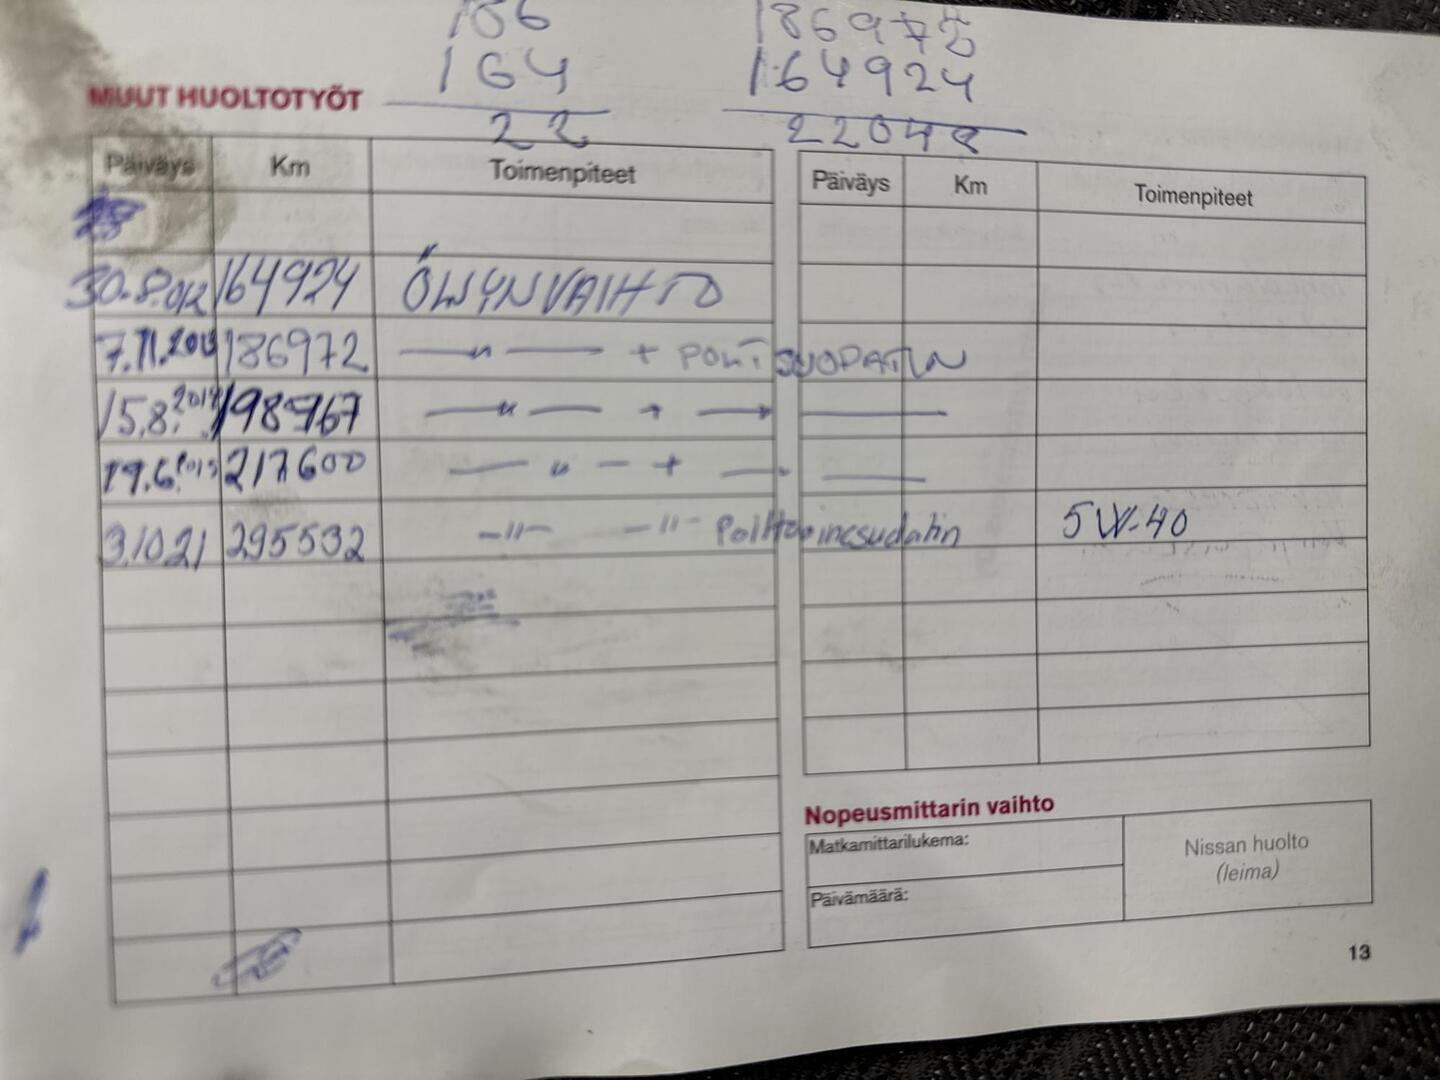 186 186972
164 164924
22 22048
MUUT HUOLTOTYÖT
Päiväys Km Toimenpiteet Päiväys Km Toimenpiteet
30.8.012 164924 ÖLJYNVAIHTO
7.11.2013 186972 — " — + POLTSUODATIN
15.8.2014 198967 — " — + — —
19.6.2015 217600 — " — + — —
3.10.21 295532 - " - - " - Polttoainesudatin 5W-40
Nopeusmittarin vaihto
Matkamittarilukema:
Nissan huolto
(leima)
Päivämäärä:
13